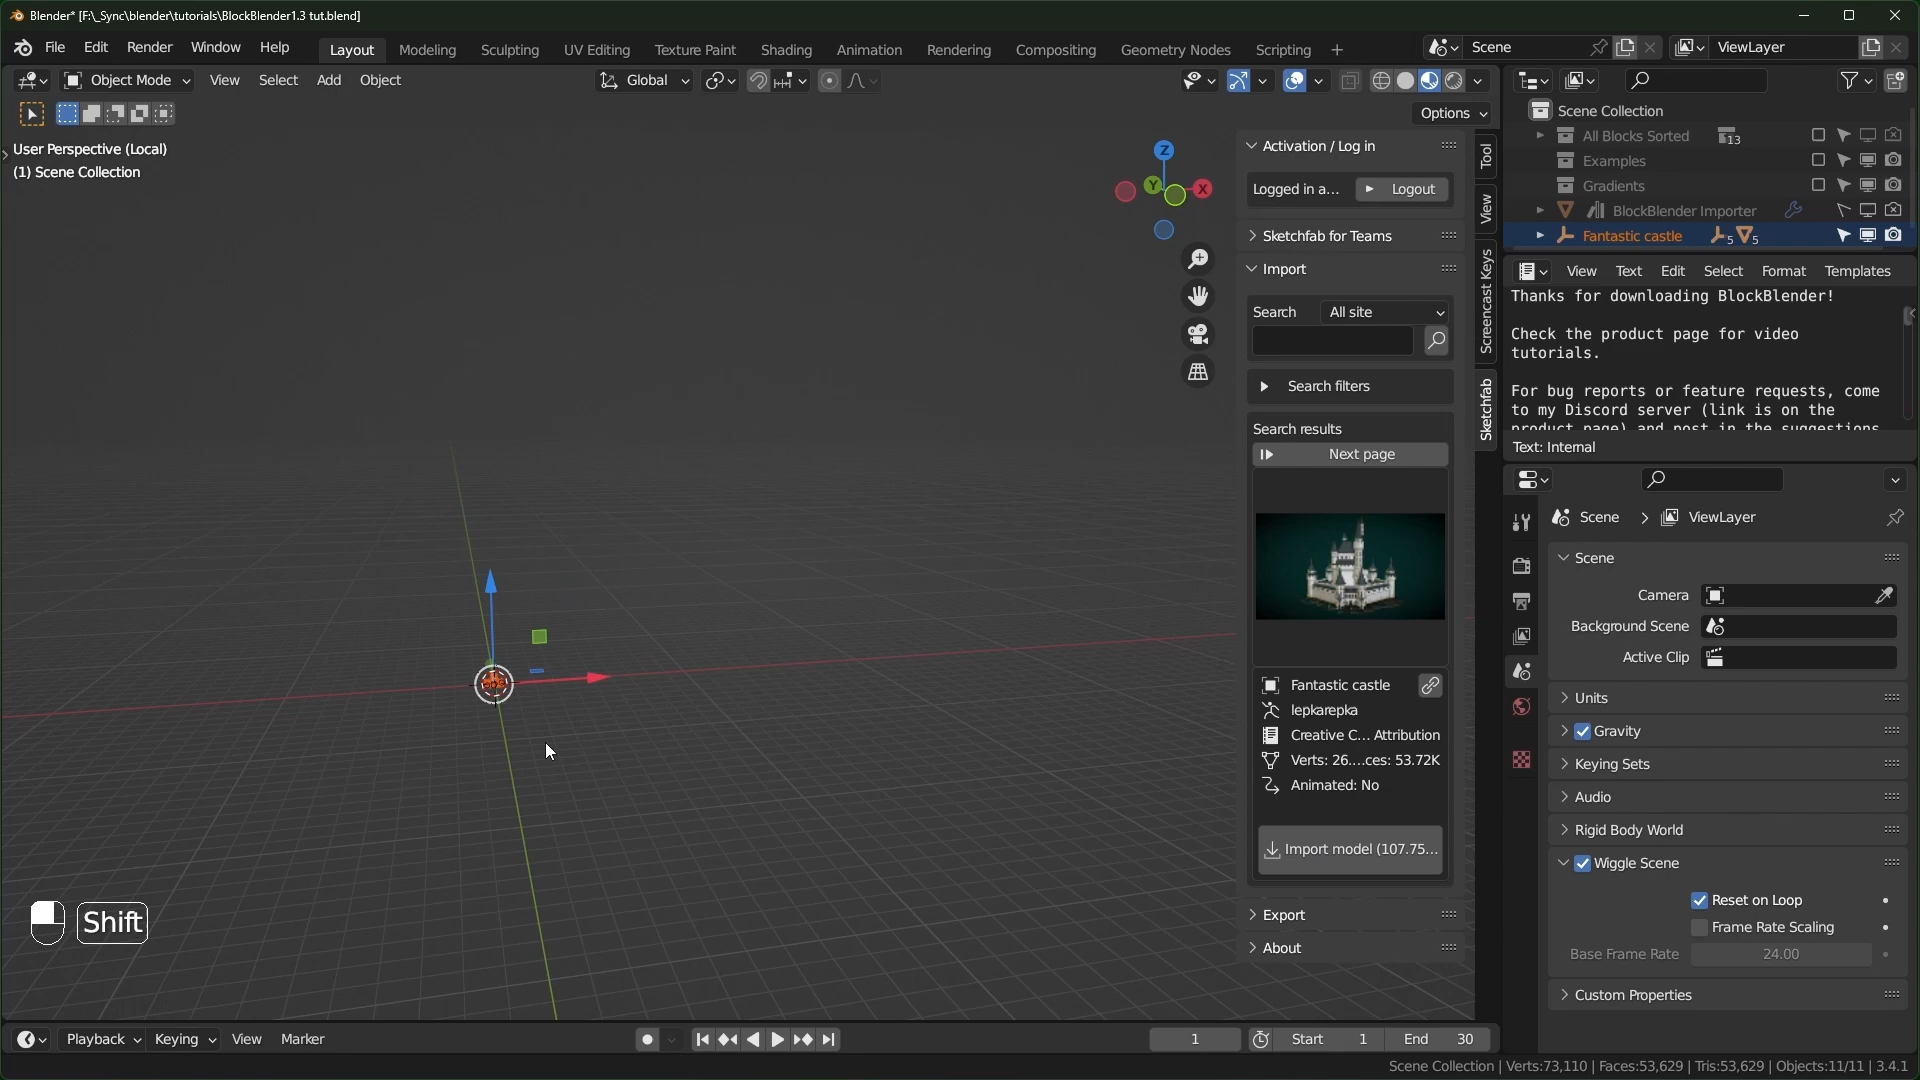 Blender* [F:\_Sync\blender\tutorials\BlockBlender1.3 tut.blend]
File Edit Render Window Help
Layout Modeling Sculpting UV Editing Texture Paint Shading Animation Rendering Compositing Geometry Nodes Scripting +
Scene
ViewLayer
Object Mode View Select Add Object
Global
Options
User Perspective (Local)
(1) Scene Collection
Z
Y
X
Activation / Log in
Logged in a... Logout
Sketchfab for Teams
Import
Search All site
Search filters
Search results
Next page
Fantastic castle
lepkarepka
Creative C... Attribution
Verts: 26....ces: 53.72K
Animated: No
Import model (107.75...
Export
About
Tool
View
Screencast Keys
Sketchfab
Scene Collection
All Blocks Sorted 13
Examples
Gradients
BlockBlender Importer
Fantastic castle 5 5
View Text Edit Select Format Templates
Thanks for downloading BlockBlender!
Check the product page for video
tutorials.
For bug reports or feature requests, come
to my Discord server (link is on the
product page) and post in the suggestions
Text: Internal
Scene > ViewLayer
Scene
Camera
Background Scene
Active Clip
Units
Gravity
Keying Sets
Audio
Rigid Body World
Wiggle Scene
Reset on Loop
Frame Rate Scaling
Base Frame Rate 24.00
Custom Properties
Shift
Playback Keying View Marker
1 Start 1 End 30
Scene Collection | Verts:73,110 | Faces:53,629 | Tris:53,629 | Objects:11/11 | 3.4.1